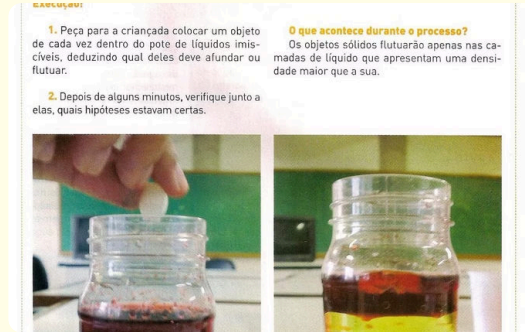 Execução:
1. Peça para a criançada colocar um objeto
de cada vez dentro do pote de líquidos imis-
cíveis, deduzindo qual deles deve afundar ou
flutuar.
2. Depois de alguns minutos, verifique junto a
elas, quais hipóteses estavam certas.
O que acontece durante o processo?
Os objetos sólidos flutuarão apenas nas ca-
madas de líquido que apresentam uma densi-
dade maior que a sua.